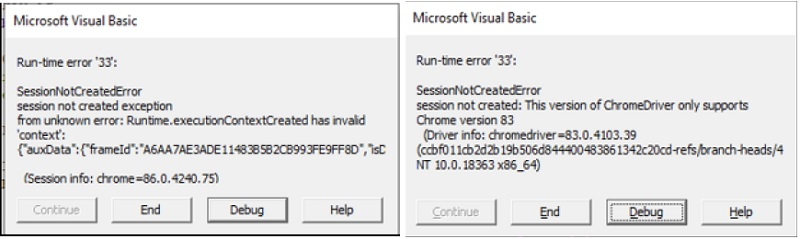 Microsoft Visual Basic
Run-time error '33':
SessionNotCreatedError
session not created exception
from unknown error: Runtime.executionContextCreated has invalid
'context':
{"auxData":{"frameId":"A6AA7AE3ADE11483B5B2CB993FE9FF8D","isD
(Session info: chrome=86.0.4240.75)
Continue
End
Debug
Help
Microsoft Visual Basic
Run-time error '33':
SessionNotCreatedError
session not created: This version of ChromeDriver only supports
Chrome version 83
(Driver info: chromedriver=83.0.4103.39
(ccbf011cb2d2b19b506d844400483861342c20cd-refs/branch-heads/4
NT 10.0.18363 x86_64)
Continue
End
Debug
Help